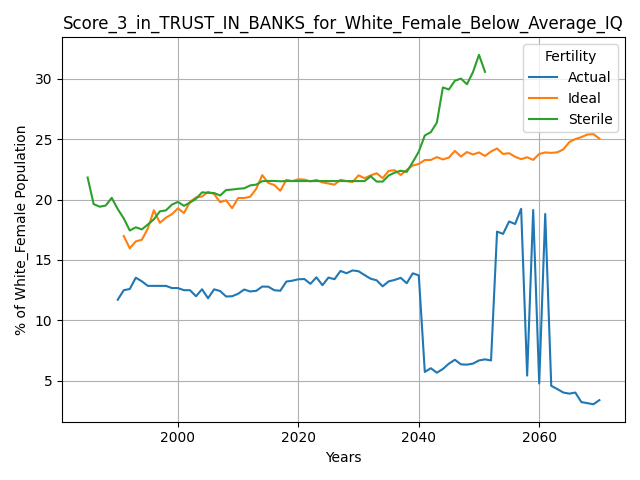 Score_3_in_TRUST_IN_BANKS_for_White_Female_Below_Average_IQ
Fertility
Actual
Ideal
Sterile
% of White_Female Population
30
25
20
15
10
5
2000 2020 2040 2060
Years